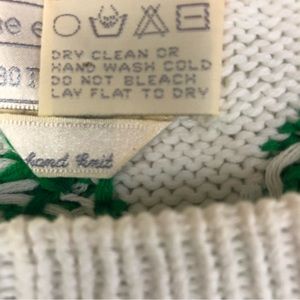 DRY CLEAN OR
HAND WASH COLD
DO NOT BLEACH
LAY FLAT TO DRY
hand knit